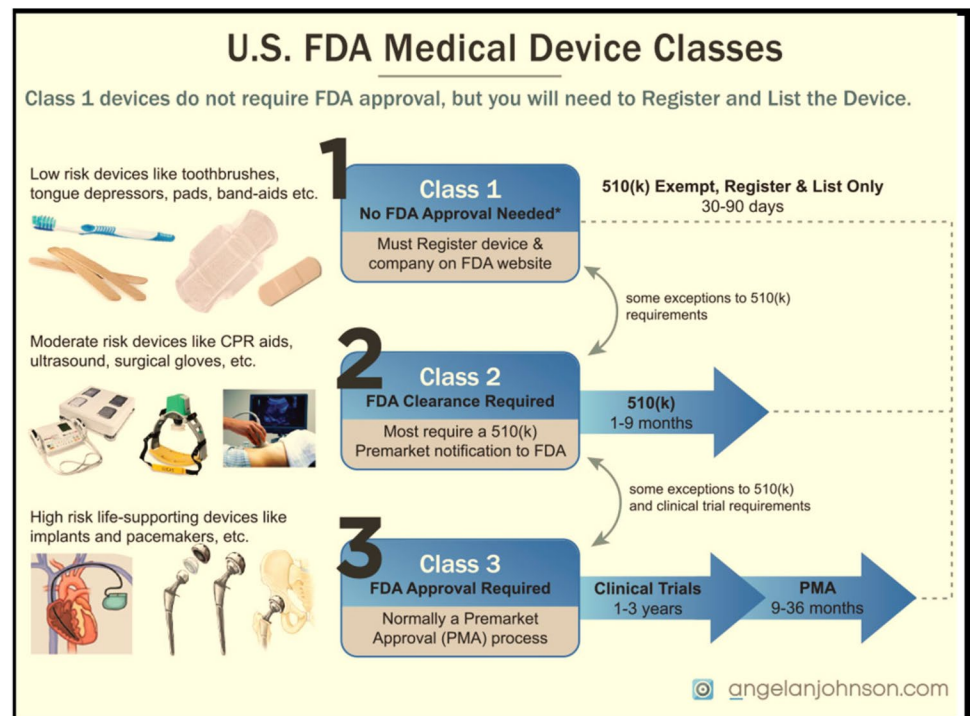 U.S. FDA Medical Device Classes
Class 1 devices do not require FDA approval, but you will need to Register and List the Device.
Low risk devices like toothbrushes,
tongue depressors, pads, band-aids etc.
1
Class 1
No FDA Approval Needed*
Must Register device &
company on FDA website
510(k) Exempt, Register & List Only
30-90 days
some exceptions to 510(k)
requirements
Moderate risk devices like CPR aids,
ultrasound, surgical gloves, etc.
2
Class 2
FDA Clearance Required
Most require a 510(k)
Premarket notification to FDA
510(k)
1-9 months
some exceptions to 510(k)
and clinical trial requirements
High risk life-supporting devices like
implants and pacemakers, etc.
3
Class 3
FDA Approval Required
Normally a Premarket
Approval (PMA) process
Clinical Trials
1-3 years
PMA
9-36 months
angelanjohnson.com